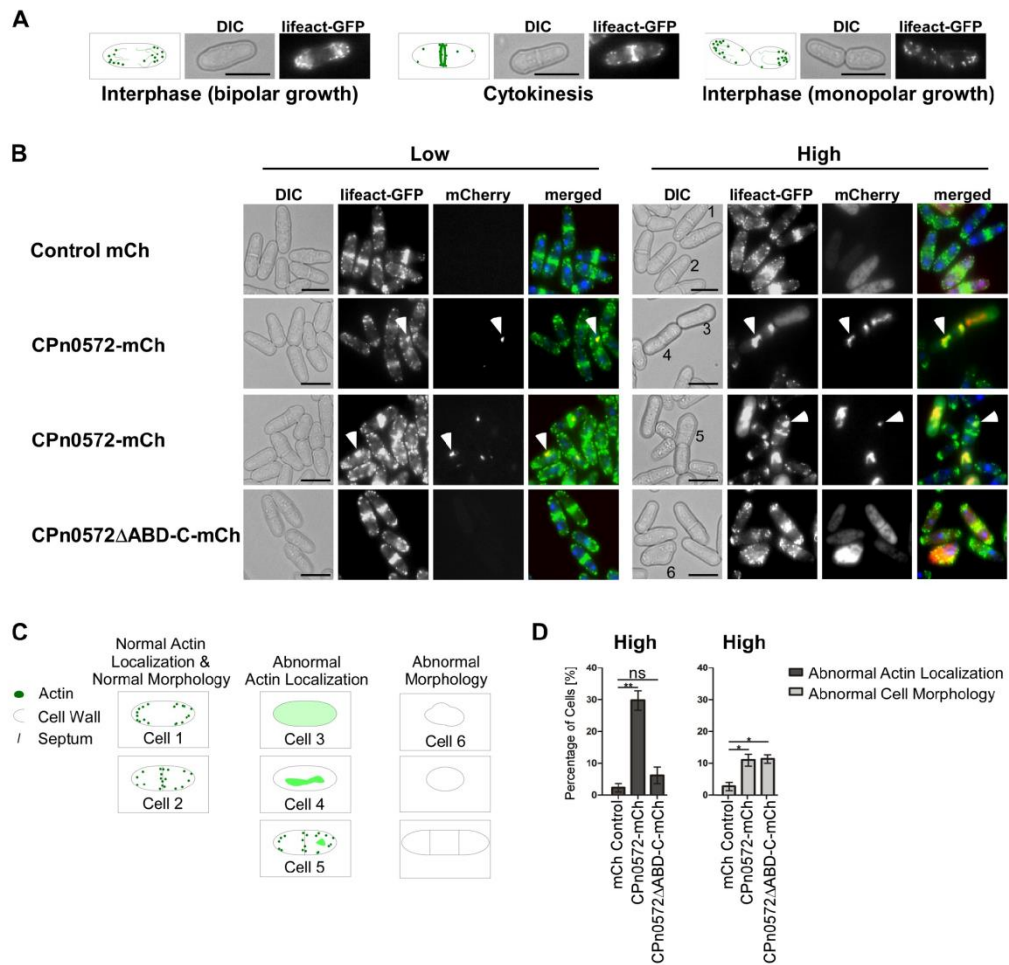 A
DIC lifeact-GFP
Interphase (bipolar growth)
DIC lifeact-GFP
Cytokinesis
DIC lifeact-GFP
Interphase (monopolar growth)
B
Low High
DIC lifeact-GFP mCherry merged DIC lifeact-GFP mCherry merged
Control mCh
1
2
CPn0572-mCh
3
4
CPn0572-mCh
5
CPn0572ΔABD-C-mCh
6
C
Normal Actin
Localization &
Normal Morphology
Abnormal
Actin Localization
Abnormal
Morphology
Actin
Cell Wall
Septum
Cell 1
Cell 2
Cell 3
Cell 4
Cell 5
Cell 6
D
High High
Percentage of Cells [%]
40
30
20
10
0
ns
**
mCh Control
CPn0572-mCh
CPn0572ΔABD-C-mCh
40
30
20
10
0
*
*
mCh Control
CPn0572-mCh
CPn0572ΔABD-C-mCh
Abnormal Actin Localization
Abnormal Cell Morphology